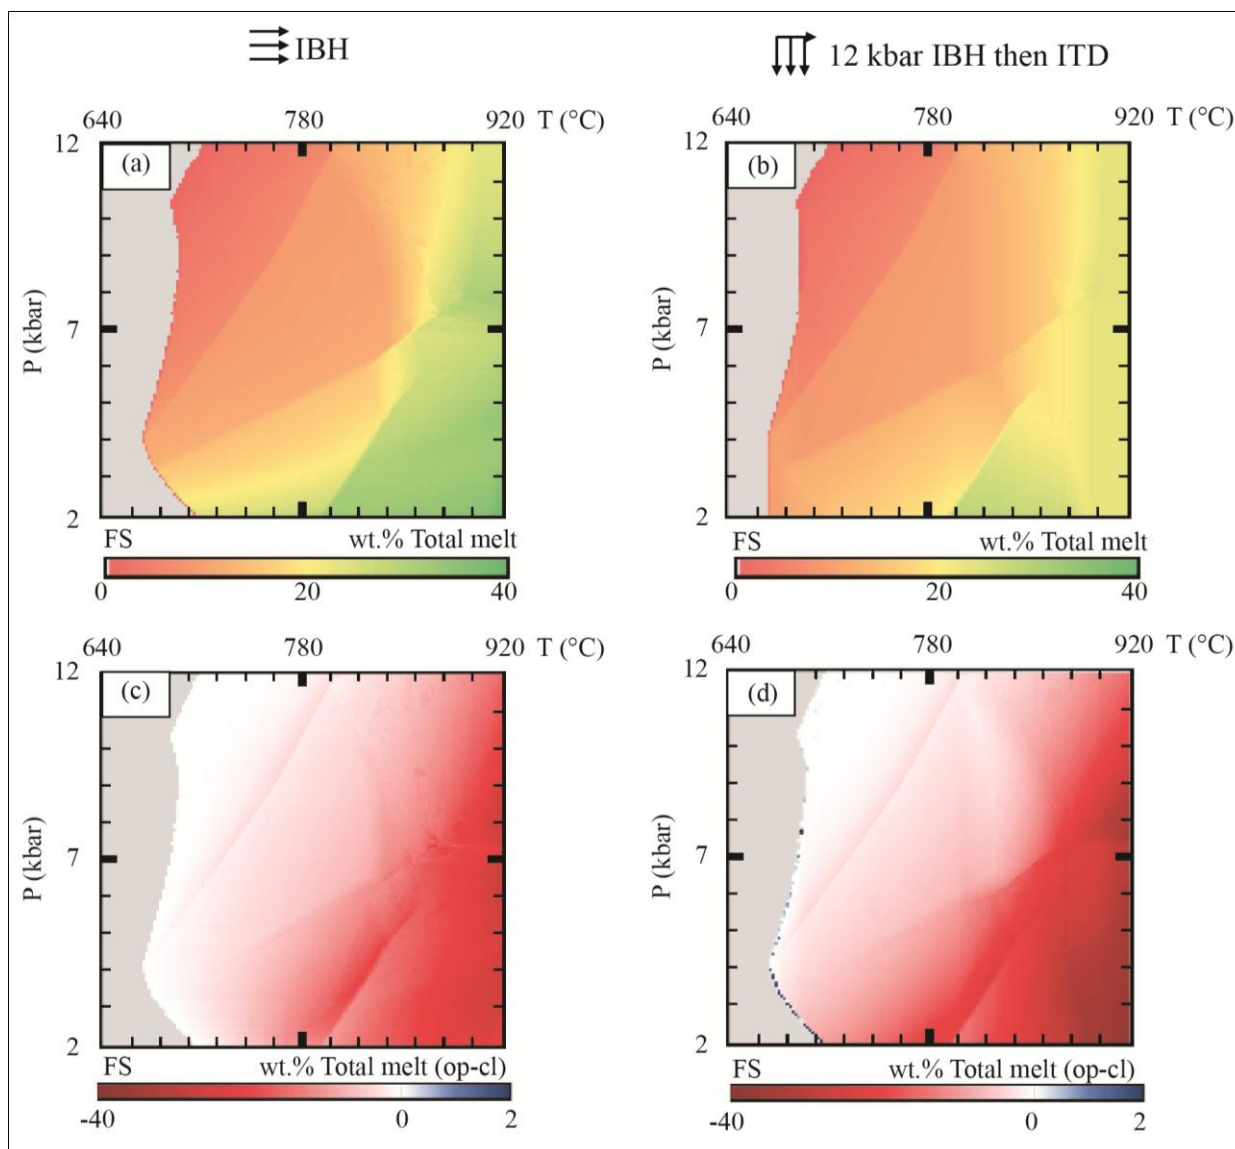 IBH
12 kbar IBH then ITD
640 780 920 T (°C)
640 780 920 T (°C)
12
(a)
P (kbar)
7
2
12
(b)
P (kbar)
7
2
FS wt.% Total melt
0 20 40
FS wt.% Total melt
0 20 40
640 780 920 T (°C)
640 780 920 T (°C)
12
(c)
P (kbar)
7
2
12
(d)
P (kbar)
7
2
FS wt.% Total melt (op-cl)
-40 0 2
FS wt.% Total melt (op-cl)
-40 0 2